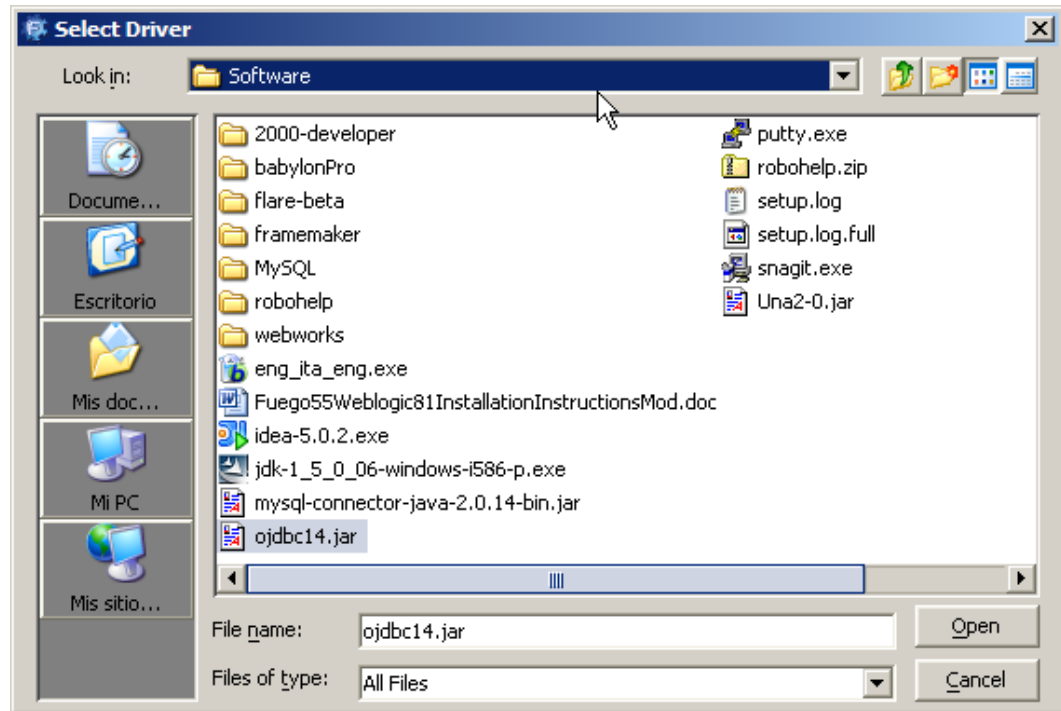 Select Driver
Look in:
Software
Docume...
Escritorio
Mis doc...
Mi PC
Mis sitio...
2000-developer
babylonPro
flare-beta
framemaker
MySQL
robohelp
webworks
eng_ita_eng.exe
Fuego55Weblogic81InstallationInstructionsMod.doc
idea-5.0.2.exe
jdk-1_5_0_06-windows-i586-p.exe
mysql-connector-java-2.0.14-bin.jar
ojdbc14.jar
putty.exe
robohelp.zip
setup.log
setup.log.full
snagit.exe
Una2-0.jar
File name:
ojdbc14.jar
Open
Files of type:
All Files
Cancel